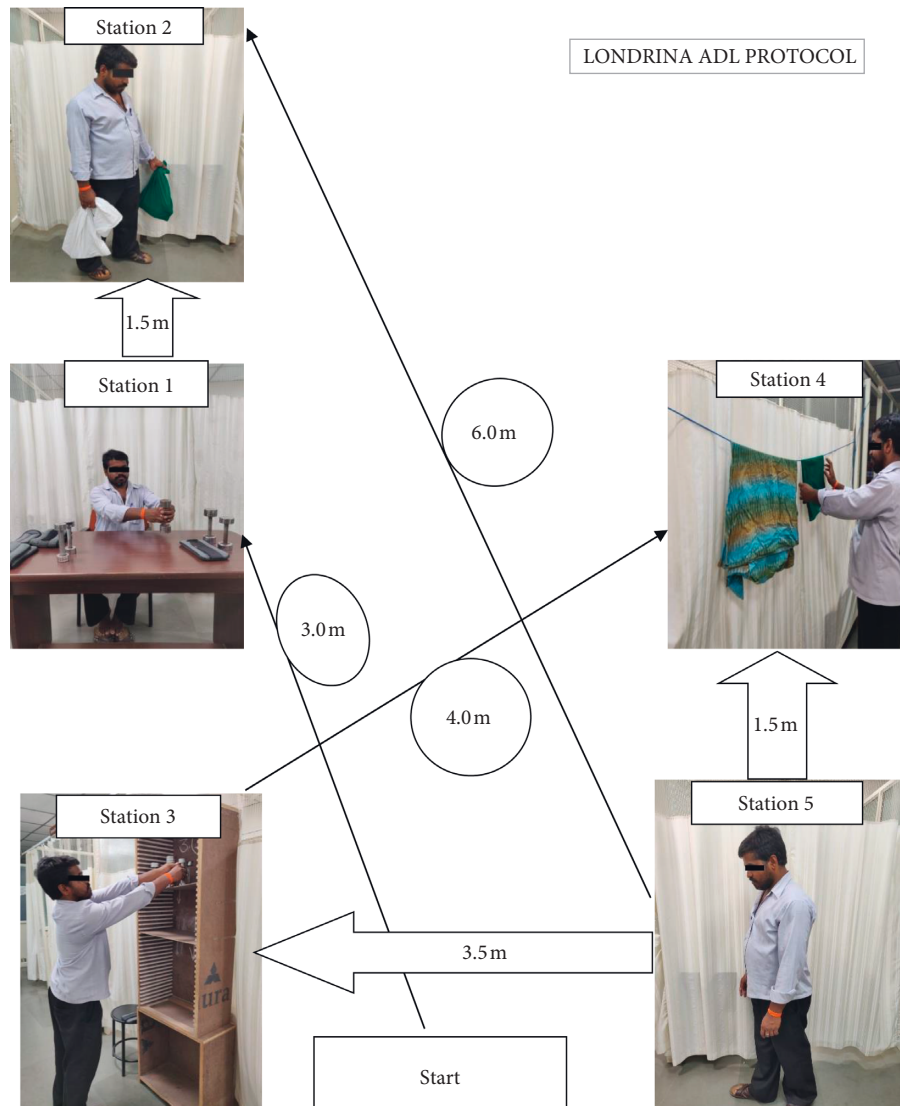 Station 2
LONDRINA ADL PROTOCOL
1.5 m
Station 1
Station 4
6.0 m
3.0 m
4.0 m
1.5 m
Station 3
Station 5
ura
3.5 m
Start